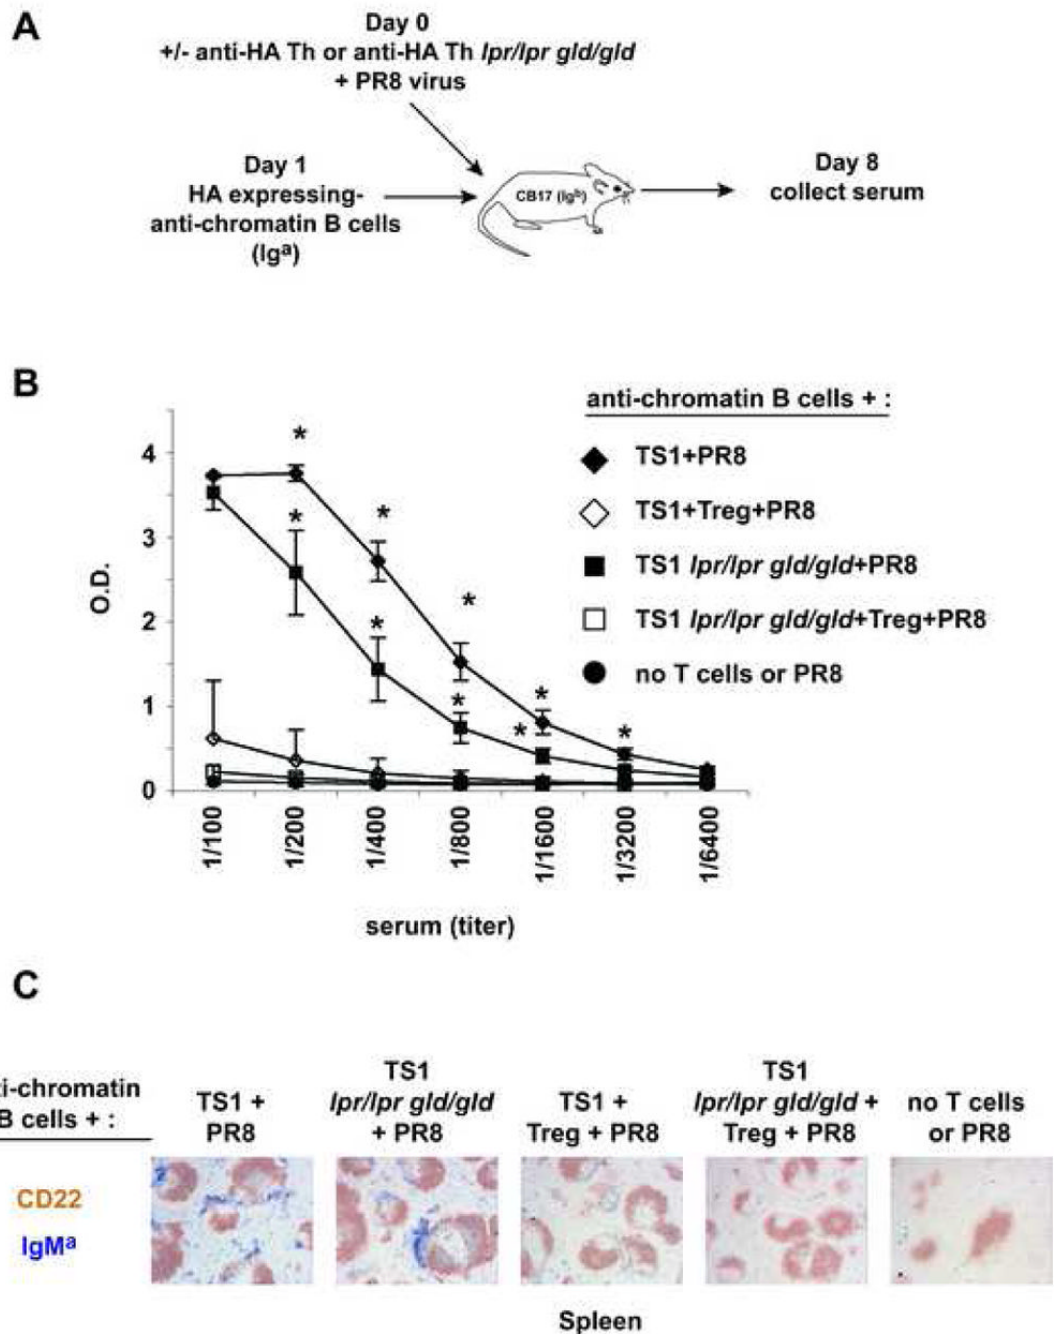 A
Day 0
+/- anti-HA Th or anti-HA Th lpr/lpr gld/gld
+ PR8 virus
Day 1
HA expressing-
anti-chromatin B cells
(Igᵃ)
CB17 (Igᵇ)
Day 8
collect serum
B
anti-chromatin B cells + :
TS1+PR8
TS1+Treg+PR8
TS1 lpr/lpr gld/gld+PR8
TS1 lpr/lpr gld/gld+Treg+PR8
no T cells or PR8
O.D.
4
3
2
1
0
* * * * * * * * *
1/100 1/200 1/400 1/800 1/1600 1/3200 1/6400
serum (titer)
C
ti-chromatin
B cells + :
TS1 +
PR8
TS1
lpr/lpr gld/gld
+ PR8
TS1 +
Treg + PR8
TS1
lpr/lpr gld/gld +
Treg + PR8
no T cells
or PR8
CD22
IgMᵃ
Spleen